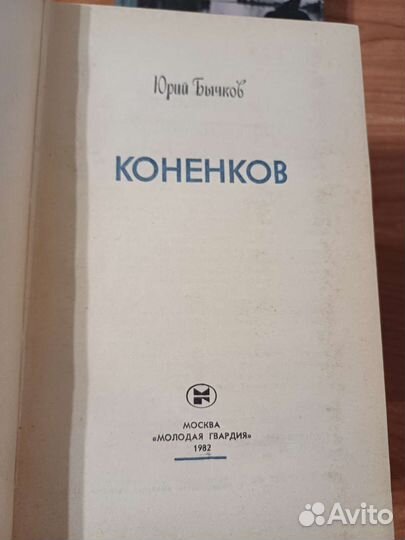 Юрий Бычков
КОНЕНКОВ
МОСКВА
«МОЛОДАЯ ГВАРДИЯ»
1982
Avito